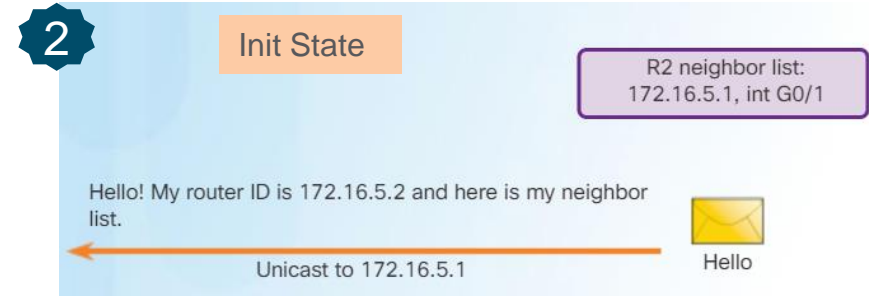 2
Init State
R2 neighbor list:
172.16.5.1, int G0/1
Hello! My router ID is 172.16.5.2 and here is my neighbor
list.
Unicast to 172.16.5.1
Hello